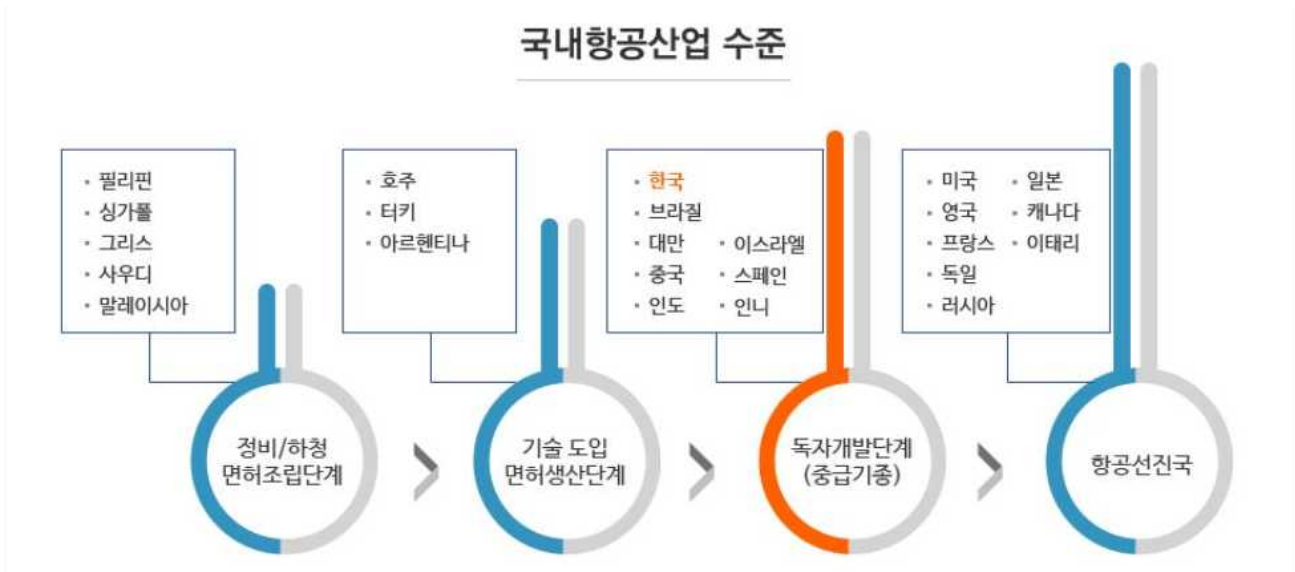 국내항공산업 수준
· 필리핀
· 싱가폴
· 그리스
· 사우디
· 말레이시아
· 호주
· 터키
· 아르헨티나
· 한국
· 브라질
· 대만 · 이스라엘
· 중국 · 스페인
· 인도 · 인니
· 미국 · 일본
· 영국 · 캐나다
· 프랑스 · 이태리
· 독일
· 러시아
정비/하청
면허조립단계
기술 도입
면허생산단계
독자개발단계
(중급기종)
항공선진국